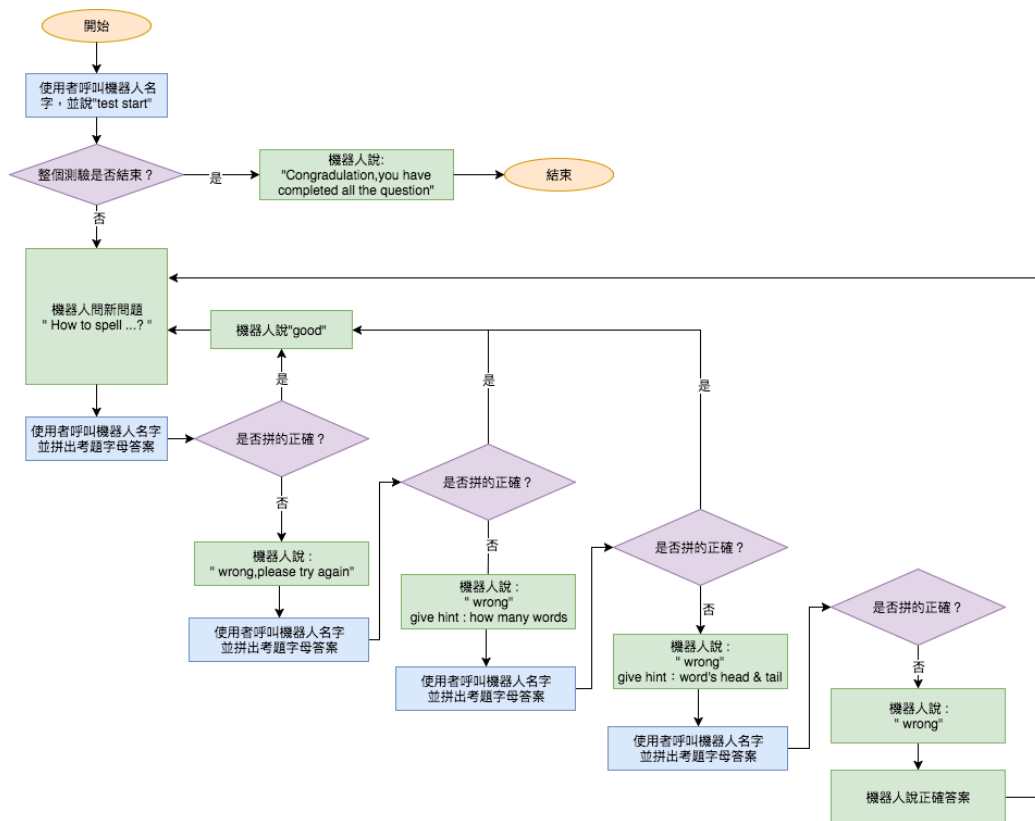 開始
使用者呼叫機器人名
字，並說"test start"
整個測驗是否結束？
是
機器人說:
"Congradulation,you have
completed all the question"
結束
否
機器人問新問題
" How to spell ...? "
機器人說"good"
是
是
是
使用者呼叫機器人名字
並拼出考題字母答案
是否拼的正確？
否
機器人說 :
" wrong,please try again"
使用者呼叫機器人名字
並拼出考題字母答案
是否拼的正確？
否
機器人說 :
" wrong"
give hint : how many words
使用者呼叫機器人名字
並拼出考題字母答案
是否拼的正確？
否
機器人說 :
" wrong"
give hint：word's head & tail
使用者呼叫機器人名字
並拼出考題字母答案
是否拼的正確？
否
機器人說 :
" wrong"
機器人說正確答案